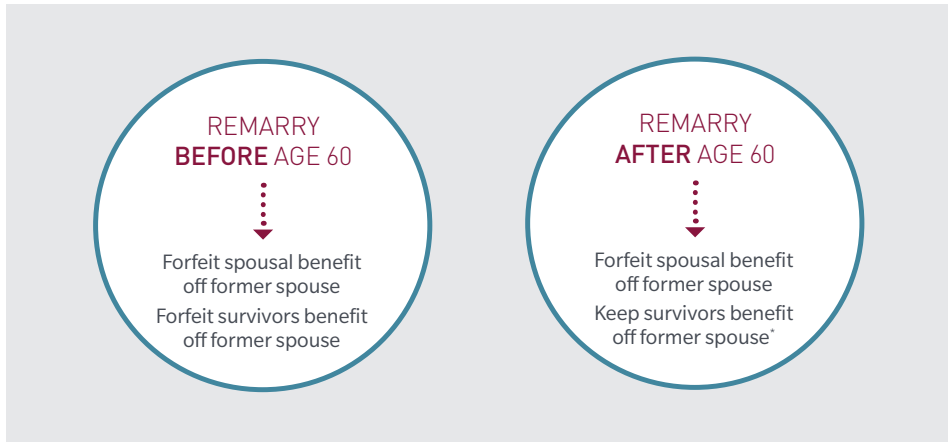 REMARRY
BEFORE AGE 60
Forfeit spousal benefit
off former spouse
Forfeit survivors benefit
off former spouse
REMARRY
AFTER AGE 60
Forfeit spousal benefit
off former spouse
Keep survivors benefit
off former spouse*